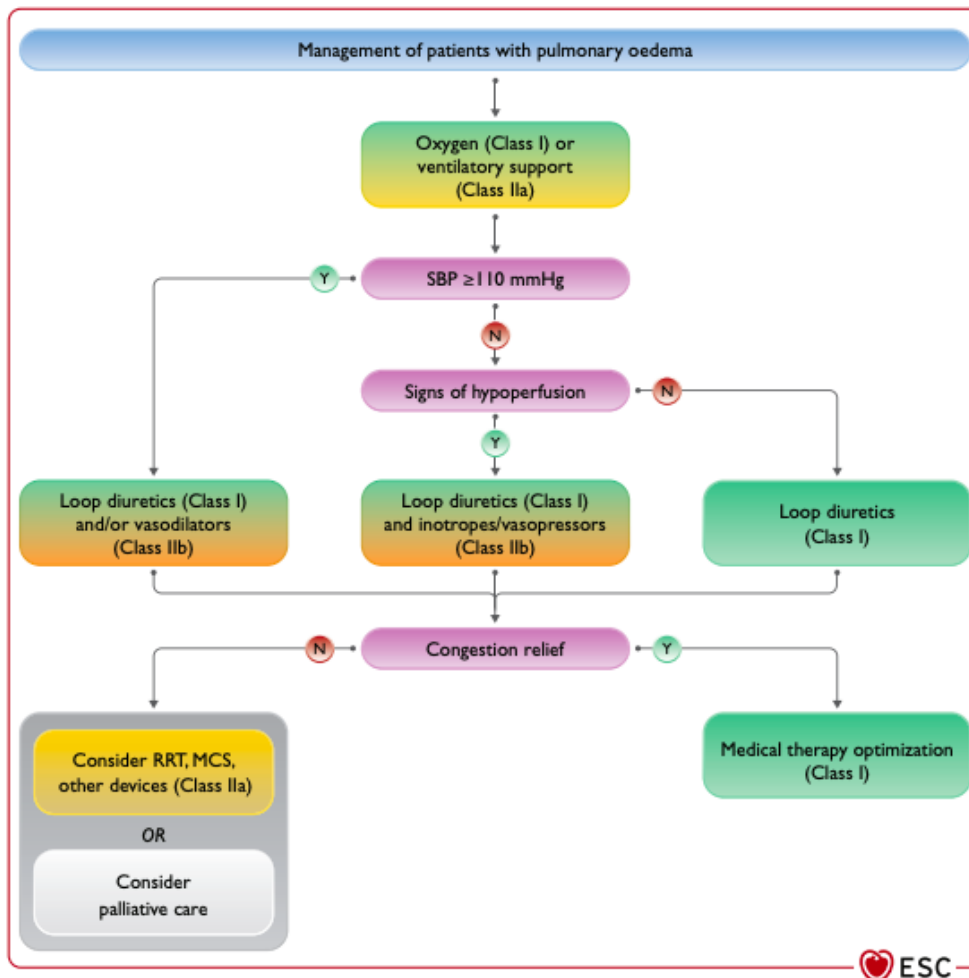 Management of patients with pulmonary oedema
Oxygen (Class I) or
ventilatory support
(Class IIa)
Y
SBP ≥110 mmHg
N
Signs of hypoperfusion
N
Y
Loop diuretics (Class I)
and/or vasodilators
(Class IIb)
Loop diuretics (Class I)
and inotropes/vasopressors
(Class IIb)
Loop diuretics
(Class I)
N
Congestion relief
Y
Consider RRT, MCS,
other devices (Class IIa)
OR
Consider
palliative care
Medical therapy optimization
(Class I)
ESC